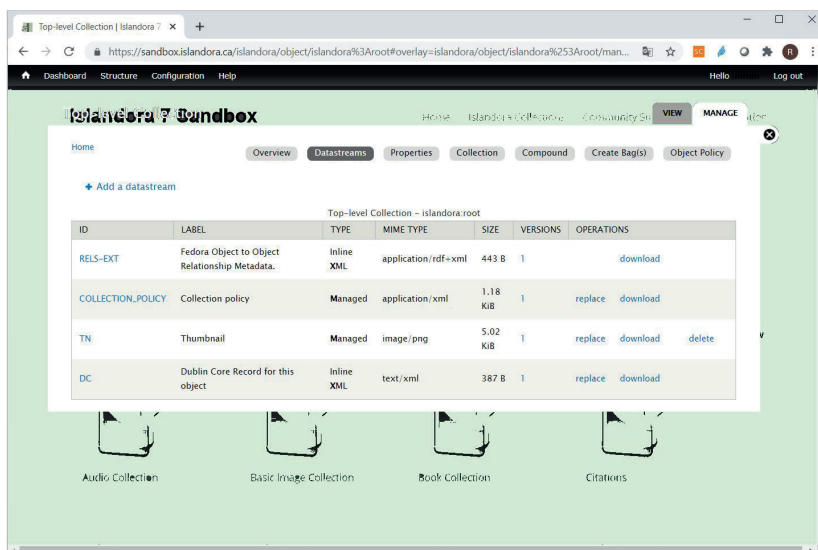 Top-level Collection | Islandora 7
https://sandbox.islandora.ca/islandora/object/islandora%3Aroot#overlay=islandora/object/islandora%253Aroot/man...
SC
R
Dashboard Structure Configuration Help Hello Log out
Top-level Collection
Islandora 7 Sandbox
Home Islandora Collections Community VIEW MANAGE
Home Overview Datastreams Properties Collection Compound Create Bag(s) Object Policy
+ Add a datastream
Top-level Collection - islandora:root
ID LABEL TYPE MIME TYPE SIZE VERSIONS OPERATIONS
RELS-EXT Fedora Object to Object Relationship Metadata. Inline XML application/rdf+xml 443 B 1 download
COLLECTION_POLICY Collection policy Managed application/xml 1.18 KiB 1 replace download
TN Thumbnail Managed image/png 5.02 KiB 1 replace download delete
DC Dublin Core Record for this object Inline XML text/xml 387 B 1 replace download
Audio Collection Basic Image Collection Book Collection Citations